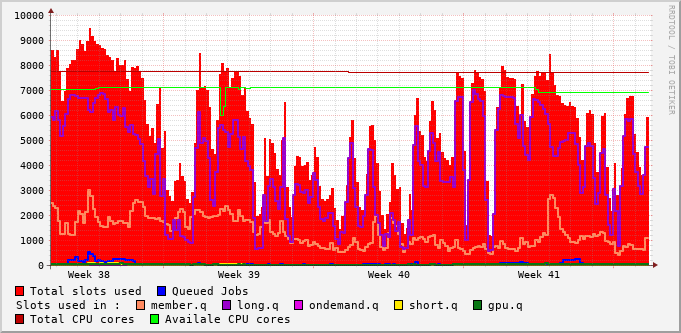 10000
9000
8000
7000
6000
5000
4000
3000
2000
1000
0
Week 38 Week 39 Week 40 Week 41
RRDTOOL / TOBI OETIKER
Total slots used Queued Jobs
Slots used in : member.q long.q ondemand.q short.q gpu.q
Total CPU cores Availale CPU cores